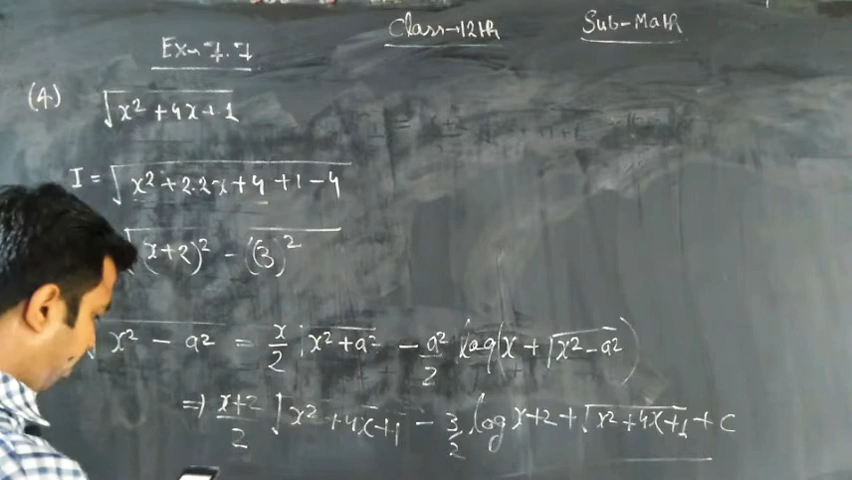 Class→12th Sub-Math
Ex-7.7
(4) √x² + 4x + 1
I = √x² + 2·2x + 4 + 1 - 4
√(x+2)² - (3)²
√x² - a² = x/2 √x² + a² - a²/2 log(x + √x² - a²)
⇒ x+2/2 √x² + 4x + 1 - 3/2 log x+2 + √x² + 4x + 1 + c